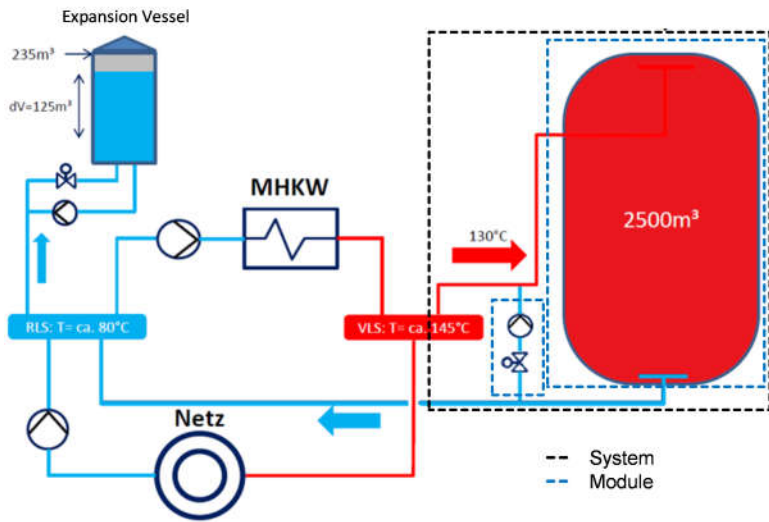 Expansion Vessel
235m³
dV=125m³
MHKW
2500m³
130°C
RLS: T= ca. 80°C
VLS: T= ca. 145°C
Netz
System
Module